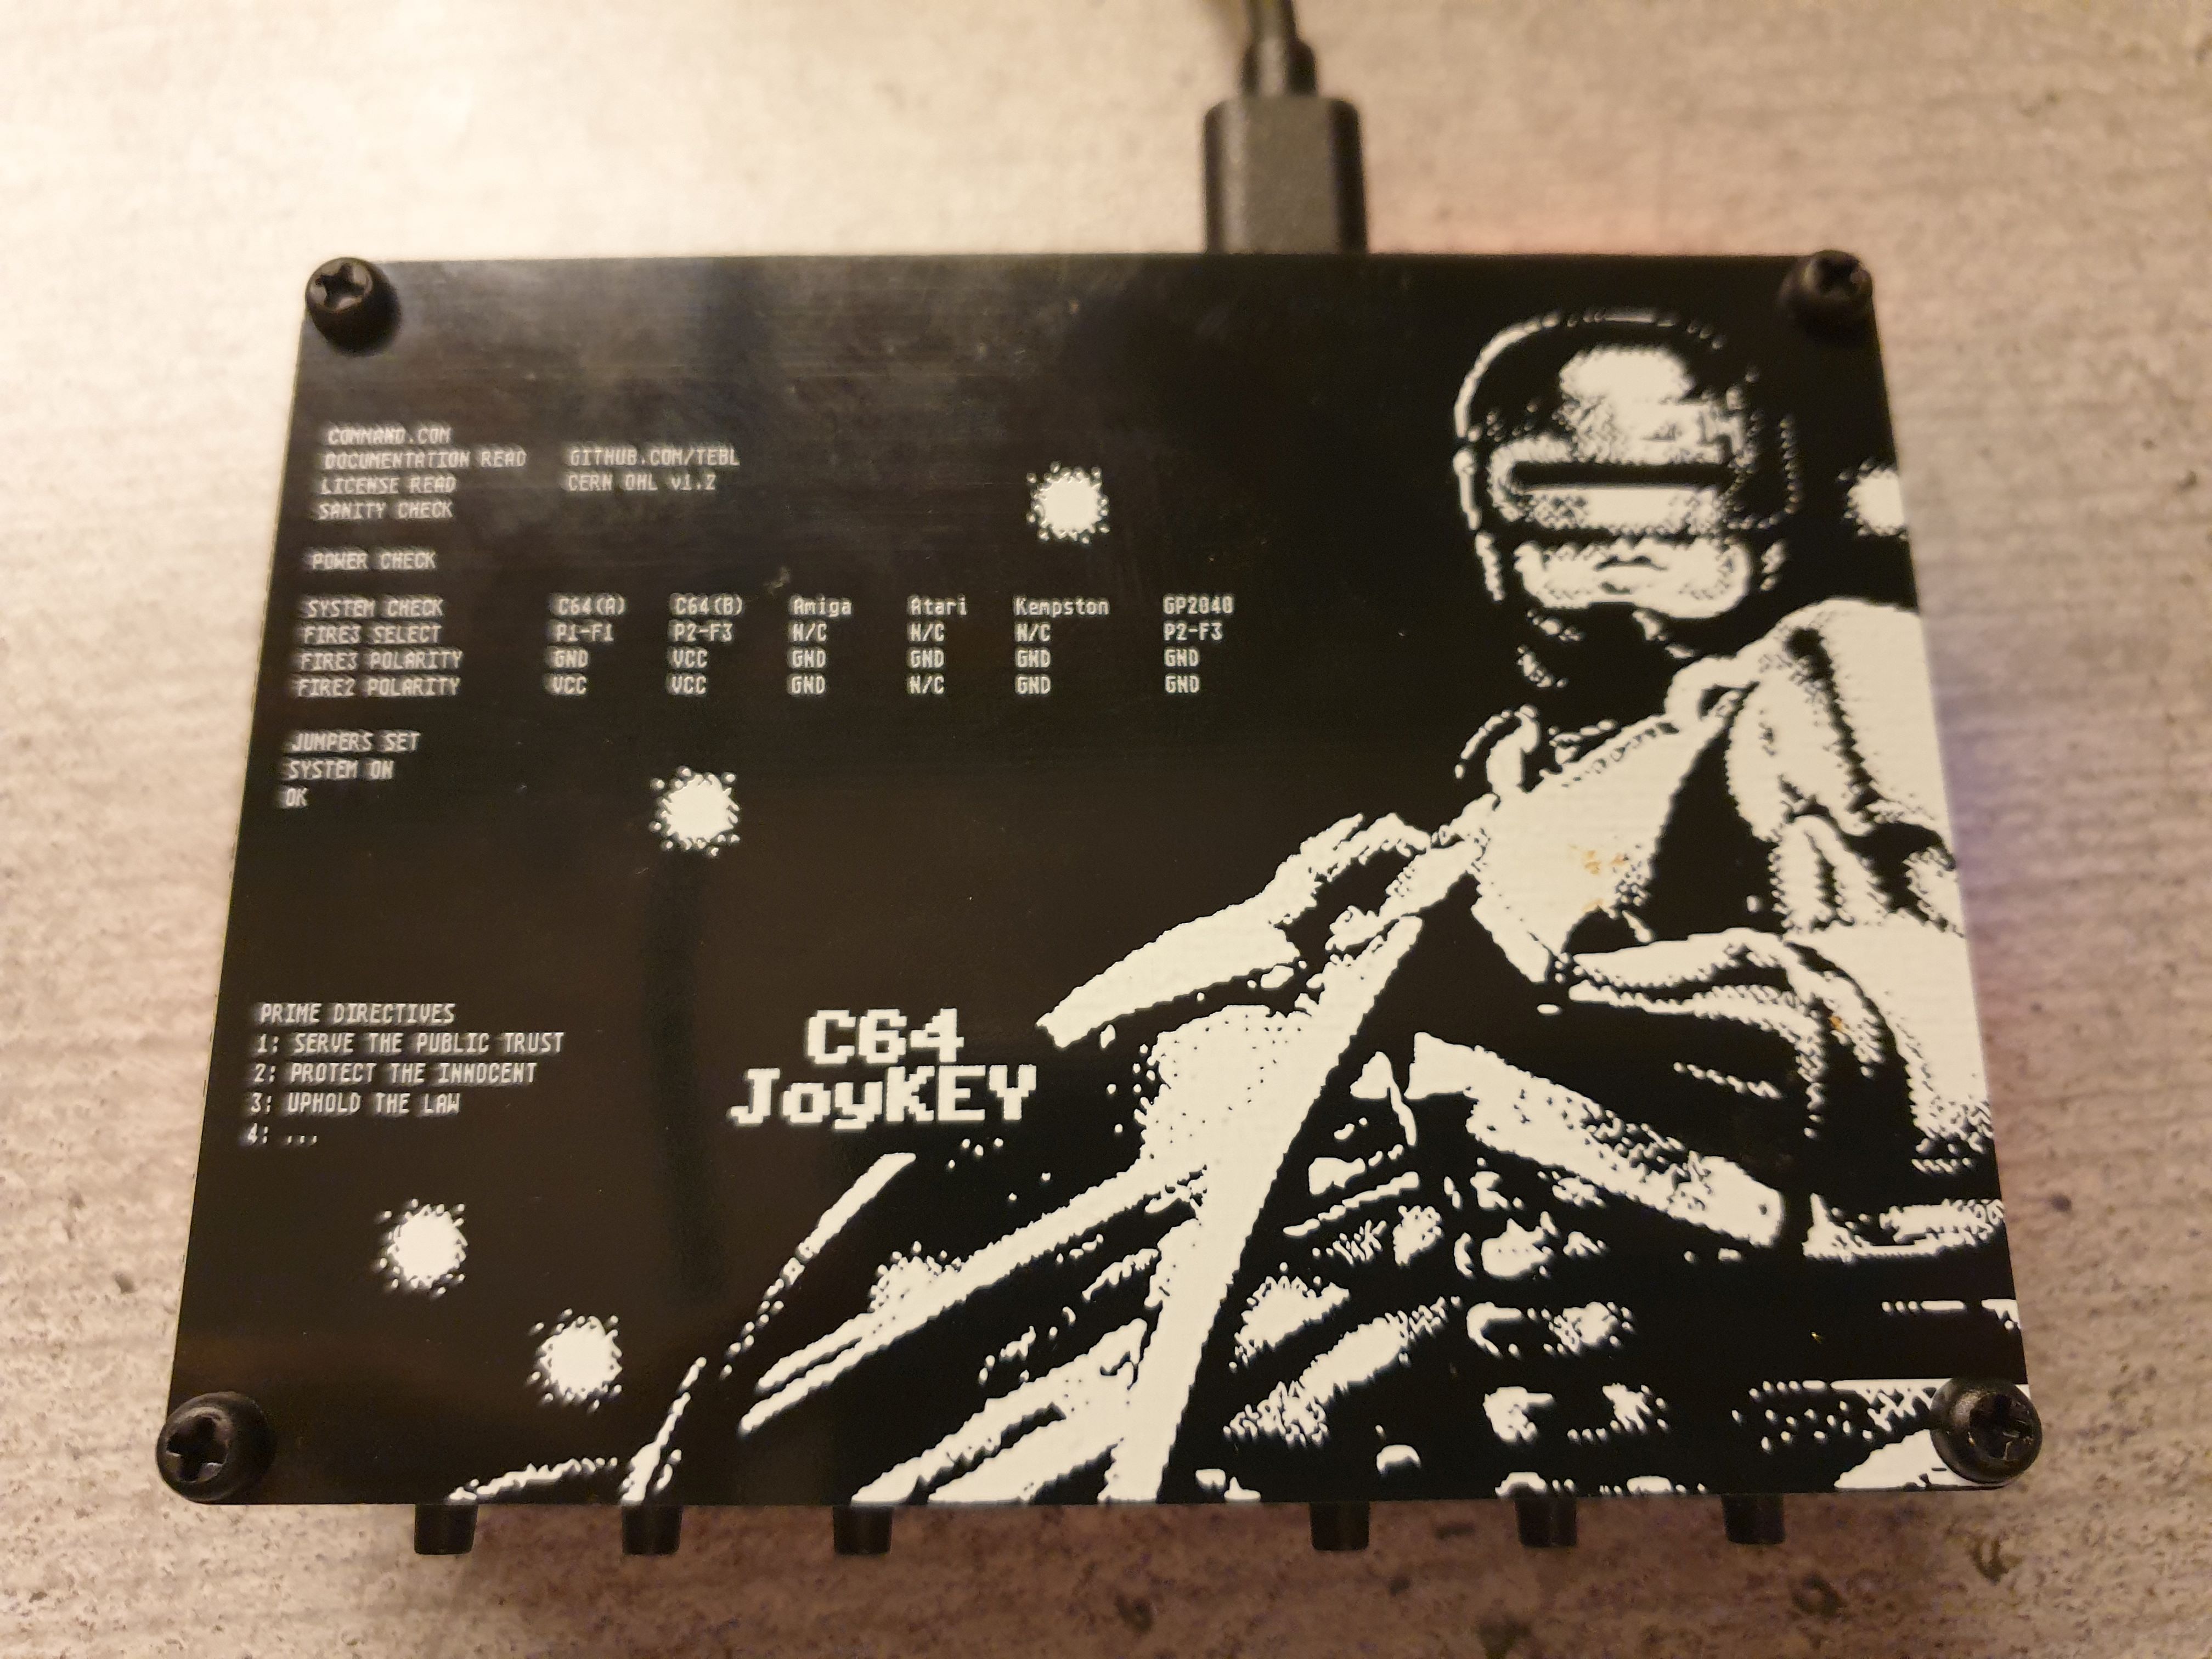 COMMAND.COM
DOCUMENTATION READ GITHUB.COM/TEBL
LICENSE READ CERN OHL v1.2
SANITY CHECK
POWER CHECK
SYSTEM CHECK C64(A) C64(B) Amiga Atari Kempston GP2040
FIRE3 SELECT P1-F1 P2-F3 N/C N/C N/C P2-F3
FIRE3 POLARITY GND VCC GND GND GND GND
FIRE2 POLARITY VCC VCC GND N/C GND GND
JUMPERS SET
SYSTEM ON
OK
PRIME DIRECTIVES
1: SERVE THE PUBLIC TRUST
2: PROTECT THE INNOCENT
3: UPHOLD THE LAW
4: ...
C64
JoyKEY